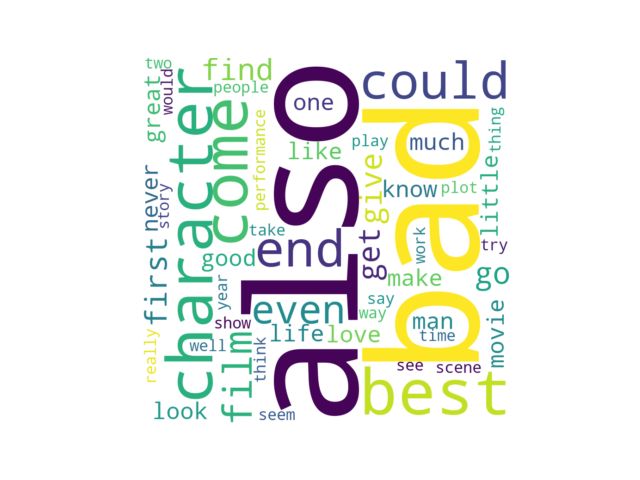 two
would
great
find
people
could
also
one
bad
much
thing
character
come
performance
like
play
give
know
plot
little
never
story
first
good
take
end
get
work
try
go
make
year
even
say
way
show
life
love
man
time
movie
film
well
think
really
see
scene
look
seem
best